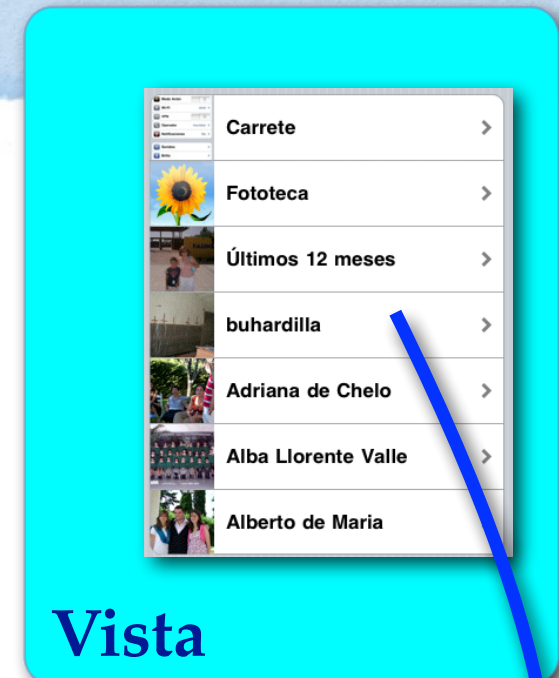 Carrete
Fototeca
Últimos 12 meses
buhardilla
Adriana de Chelo
Alba Llorente Valle
Alberto de Maria
Vista